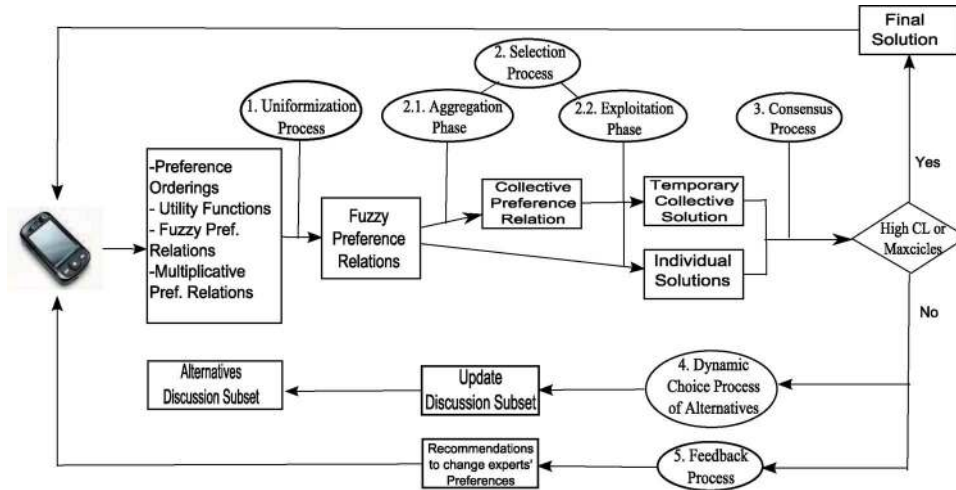 Final
Solution
2. Selection
Process
1. Uniformization
Process
2.1. Aggregation
Phase
2.2. Exploitation
Phase
3. Consensus
Process
-Preference
Orderings
- Utility Functions
- Fuzzy Pref.
Relations
-Multiplicative
Pref. Relations
Fuzzy
Preference
Relations
Collective
Preference
Relation
Temporary
Collective
Solution
Individual
Solutions
Yes
High CL or
Maxcicles
No
Alternatives
Discussion Subset
Update
Discussion Subset
4. Dynamic
Choice Process
of Alternatives
Recommendations
to change experts'
Preferences
5. Feedback
Process